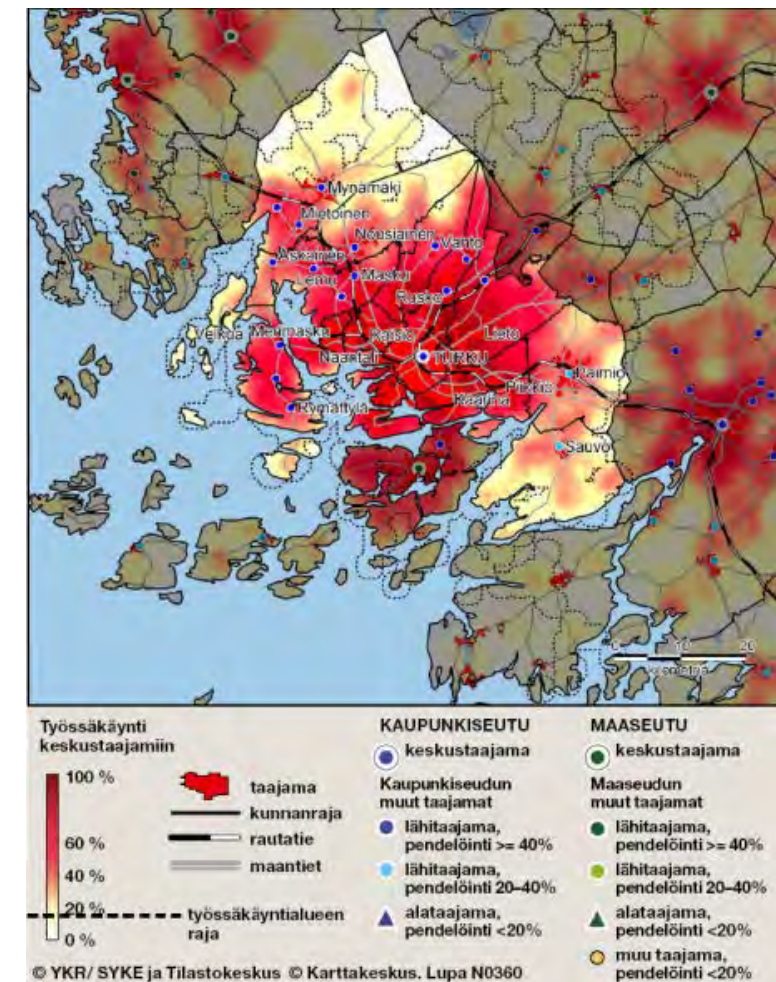 Mynämäki
Mietoinen
Nousiainen
Vahto
Askainen
Lemu
Masku
Rusko
Velkua
Merimasku
Raisio
Lieto
Naantali
TURKU
Paimio
Piikkiö
Kaarina
Rymättylä
Sauvo
0 10 20
kilometriä
Työssäkäynti
keskustaajamiin
100 %
60 %
40 %
20 %
0 %
taajama
kunnanraja
rautatie
maantiet
työssäkäyntialueen
raja
KAUPUNKISEUTU
keskustaajama
Kaupunkiseudun
muut taajamat
lähitaajama,
pendelöinti >= 40%
lähitaajama,
pendelöinti 20–40%
alataajama,
pendelöinti <20%
MAASEUTU
keskustaajama
Maaseudun
muut taajamat
lähitaajama,
pendelöinti >= 40%
lähitaajama,
pendelöinti 20–40%
alataajama,
pendelöinti <20%
muu taajama,
pendelöinti <20%
© YKR/ SYKE ja Tilastokeskus © Karttakeskus. Lupa N0360